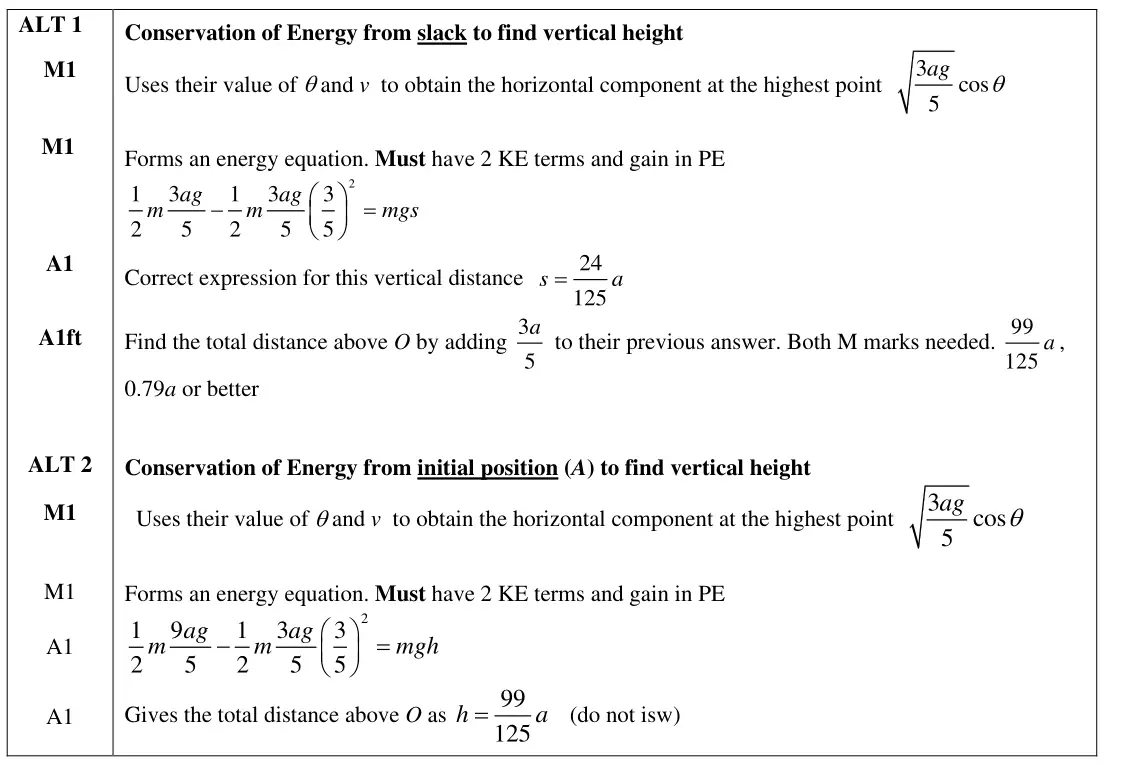 ALT 1 Conservation of Energy from slack to find vertical height
M1 Uses their value of θ and v to obtain the horizontal component at the highest point √(3ag/5) cos θ
M1 Forms an energy equation. Must have 2 KE terms and gain in PE
1/2 m 3ag/5 − 1/2 m 3ag/5 (3/5)² = mgs
A1 Correct expression for this vertical distance s = 24/125 a
A1ft Find the total distance above O by adding 3a/5 to their previous answer. Both M marks needed. 99/125 a ,
0.79a or better
ALT 2 Conservation of Energy from initial position (A) to find vertical height
M1 Uses their value of θ and v to obtain the horizontal component at the highest point √(3ag/5) cos θ
M1 Forms an energy equation. Must have 2 KE terms and gain in PE
A1 1/2 m 9ag/5 − 1/2 m 3ag/5 (3/5)² = mgh
A1 Gives the total distance above O as h = 99/125 a (do not isw)